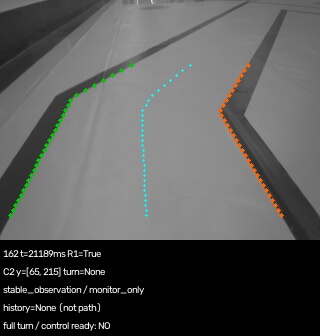 162 t=21189ms R1=True
C2 y=[65, 215] turn=None
stable_observation / monitor_only
history=None (not path)
full turn / control ready: NO